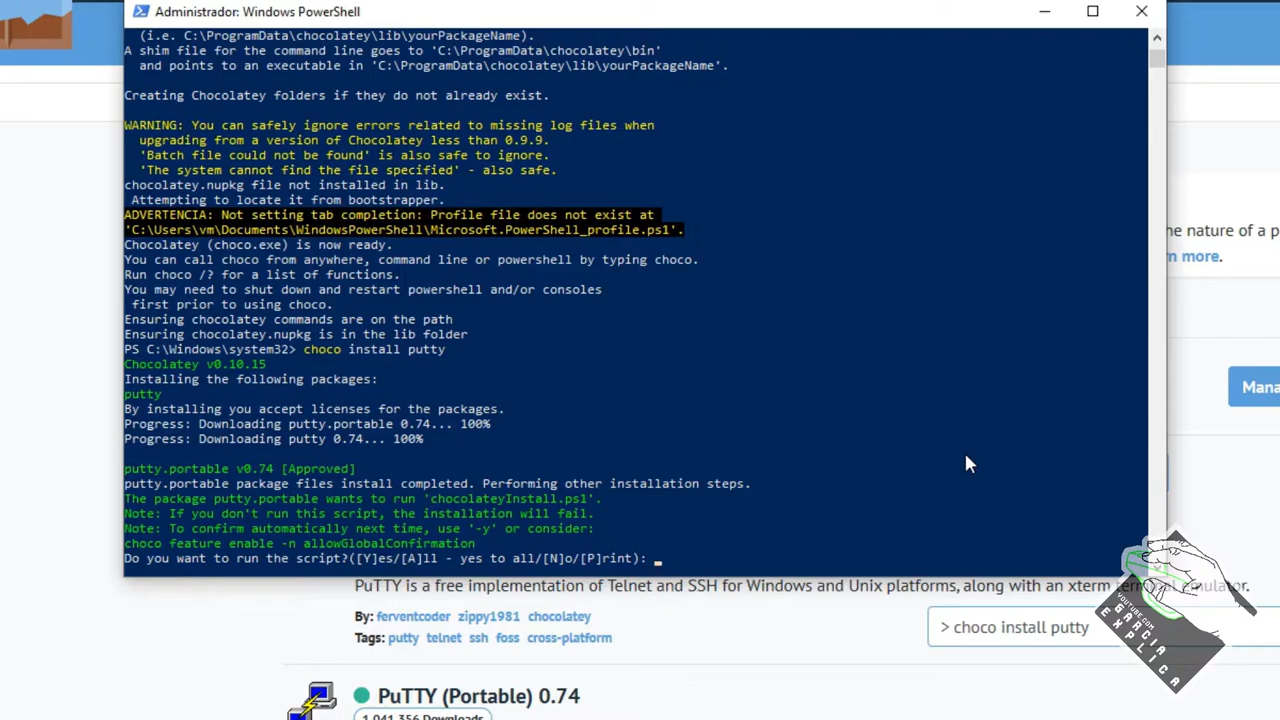 Administrador: Windows PowerShell
(i.e. C:\ProgramData\chocolatey\lib\yourPackageName).
A shim file for the command line goes to 'C:\ProgramData\chocolatey\bin'
and points to an executable in 'C:\ProgramData\chocolatey\lib\yourPackageName'.
Creating Chocolatey folders if they do not already exist.
WARNING: You can safely ignore errors related to missing log files when
upgrading from a version of Chocolatey less than 0.9.9.
'Batch file could not be found' is also safe to ignore.
'The system cannot find the file specified' - also safe.
chocolatey.nupkg file not installed in lib.
Attempting to locate it from bootstrapper.
ADVERTENCIA: Not setting tab completion: Profile file does not exist at
'C:\Users\vm\Documents\WindowsPowerShell\Microsoft.PowerShell_profile.ps1'.
Chocolatey (choco.exe) is now ready.
You can call choco from anywhere, command line or powershell by typing choco.
Run choco /? for a list of functions.
You may need to shut down and restart powershell and/or consoles
first prior to using choco.
Ensuring chocolatey commands are on the path
Ensuring chocolatey.nupkg is in the lib folder
PS C:\Windows\system32> choco install putty
Chocolatey v0.10.15
Installing the following packages:
putty
By installing you accept licenses for the packages.
Progress: Downloading putty.portable 0.74... 100%
Progress: Downloading putty 0.74... 100%
putty.portable v0.74 [Approved]
putty.portable package files install completed. Performing other installation steps.
The package putty.portable wants to run 'chocolateyInstall.ps1'.
Note: If you don't run this script, the installation will fail.
Note: To confirm automatically next time, use '-y' or consider:
choco feature enable -n allowGlobalConfirmation
Do you want to run the script?([Y]es/[A]ll - yes to all/[N]o/[P]rint):
he nature of a p
n more.
Mana
PuTTY is a free implementation of Telnet and SSH for Windows and Unix platforms, along with an xterm terminal emulator.
By: ferventcoder zippy1981 chocolatey
Tags: putty telnet ssh foss cross-platform
> choco install putty
PuTTY (Portable) 0.74
1,041,356 Downloads
YOUTUBE.COM
GARCIA
EXPLICA